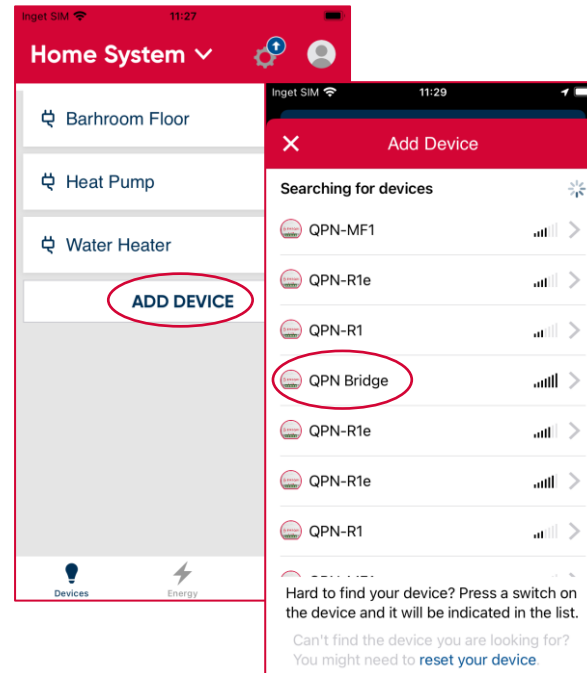 Inget SIM 11:27
Home System
Barhroom Floor
Heat Pump
Water Heater
ADD DEVICE
Devices
Energy
Inget SIM 11:29
Add Device
Searching for devices
QPN-MF1
QPN-R1e
QPN-R1
QPN Bridge
QPN-R1e
QPN-R1e
QPN-R1
Hard to find your device? Press a switch on
the device and it will be indicated in the list.
Can't find the device you are looking for?
You might need to reset your device.